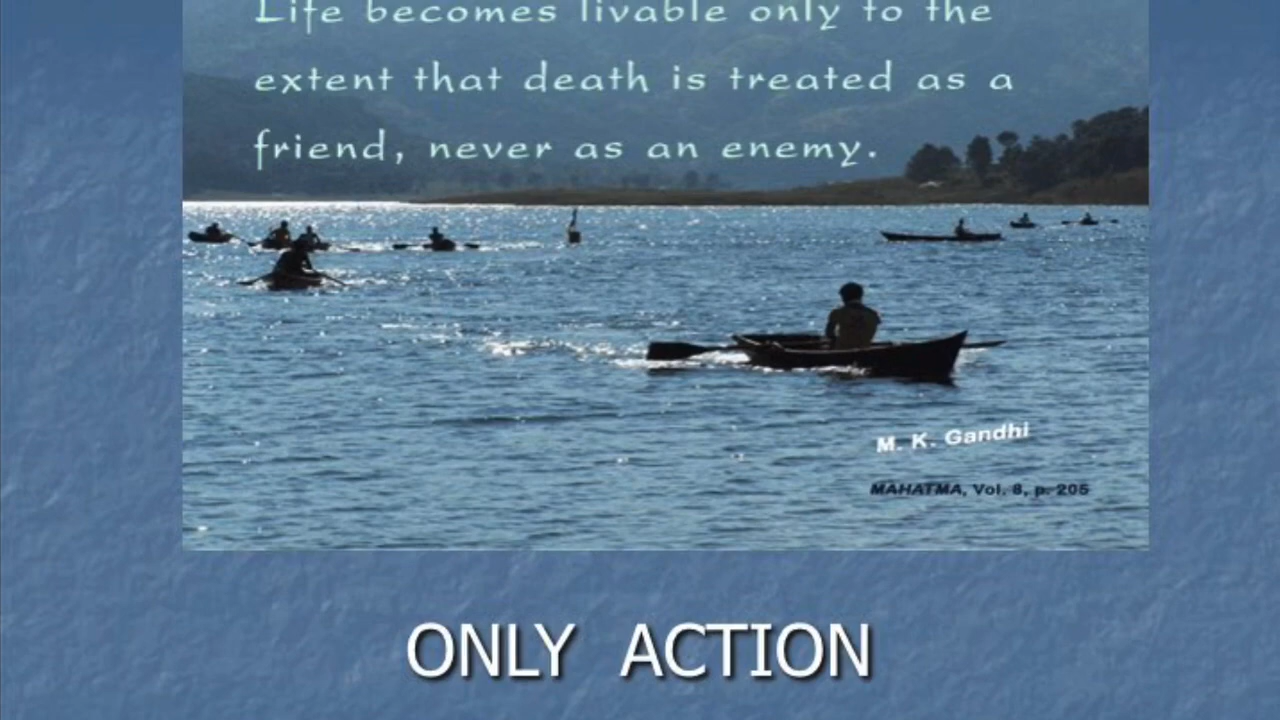 Life becomes livable only to the
extent that death is treated as a
friend, never as an enemy.
M. K. Gandhi
MAHATMA, Vol. 8, p. 205
ONLY ACTION